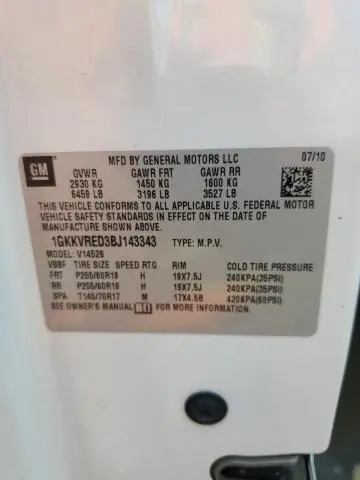 MFD BY GENERAL MOTORS LLC 07/10
GM
GVWR GAWR FRT GAWR RR
2930 KG 1450 KG 1600 KG
6459 LB 3196 LB 3527 LB
THIS VEHICLE CONFORMS TO ALL APPLICABLE U.S. FEDERAL MOTOR
VEHICLE SAFETY STANDARDS IN EFFECT ON THE DATE OF
MANUFACTURE SHOWN ABOVE.
1GKKVRED3BJ143343 TYPE: M.P.V.
MODEL: V14526
VBBF TIRE SIZE SPEED RTG RIM COLD TIRE PRESSURE
FRT P255/60R19 H 19X7.5J 240KPA(35PSI)
RR P255/60R19 H 19X7.5J 240KPA(35PSI)
SPA T145/70R17 M 17X4.5B 420KPA(60PSI)
SEE OWNER'S MANUAL FOR MORE INFORMATION.